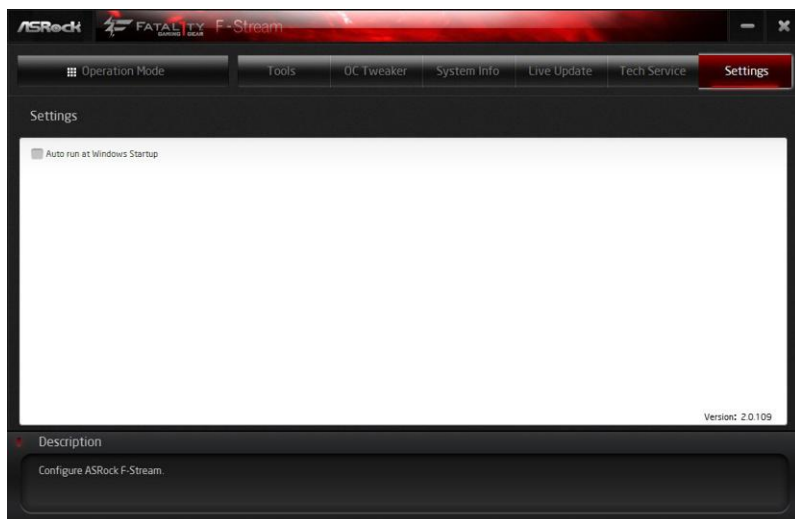 ASRock FATAL1TY GAMING GEAR F-Stream
Operation Mode Tools OC Tweaker System Info Live Update Tech Service Settings
Settings
Auto run at Windows Startup
Version: 2.0.109
Description
Configure ASRock F-Stream.